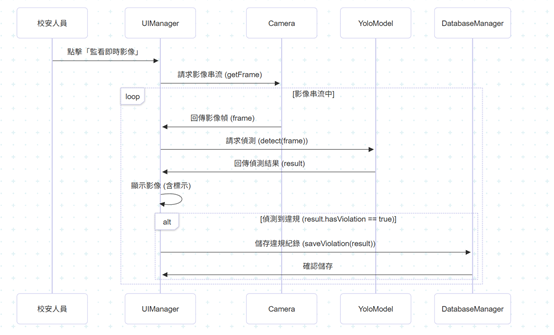 校安人員 UIManager Camera YoloModel DatabaseManager
點擊「監看即時影像」
請求影像串流 (getFrame)
loop [影像串流中]
回傳影像幀 (frame)
請求偵測 (detect(frame))
回傳偵測結果 (result)
顯示影像 (含標示)
alt [偵測到違規 (result.hasViolation == true)]
儲存違規紀錄 (saveViolation(result))
確認儲存
校安人員 UIManager Camera YoloModel DatabaseManager